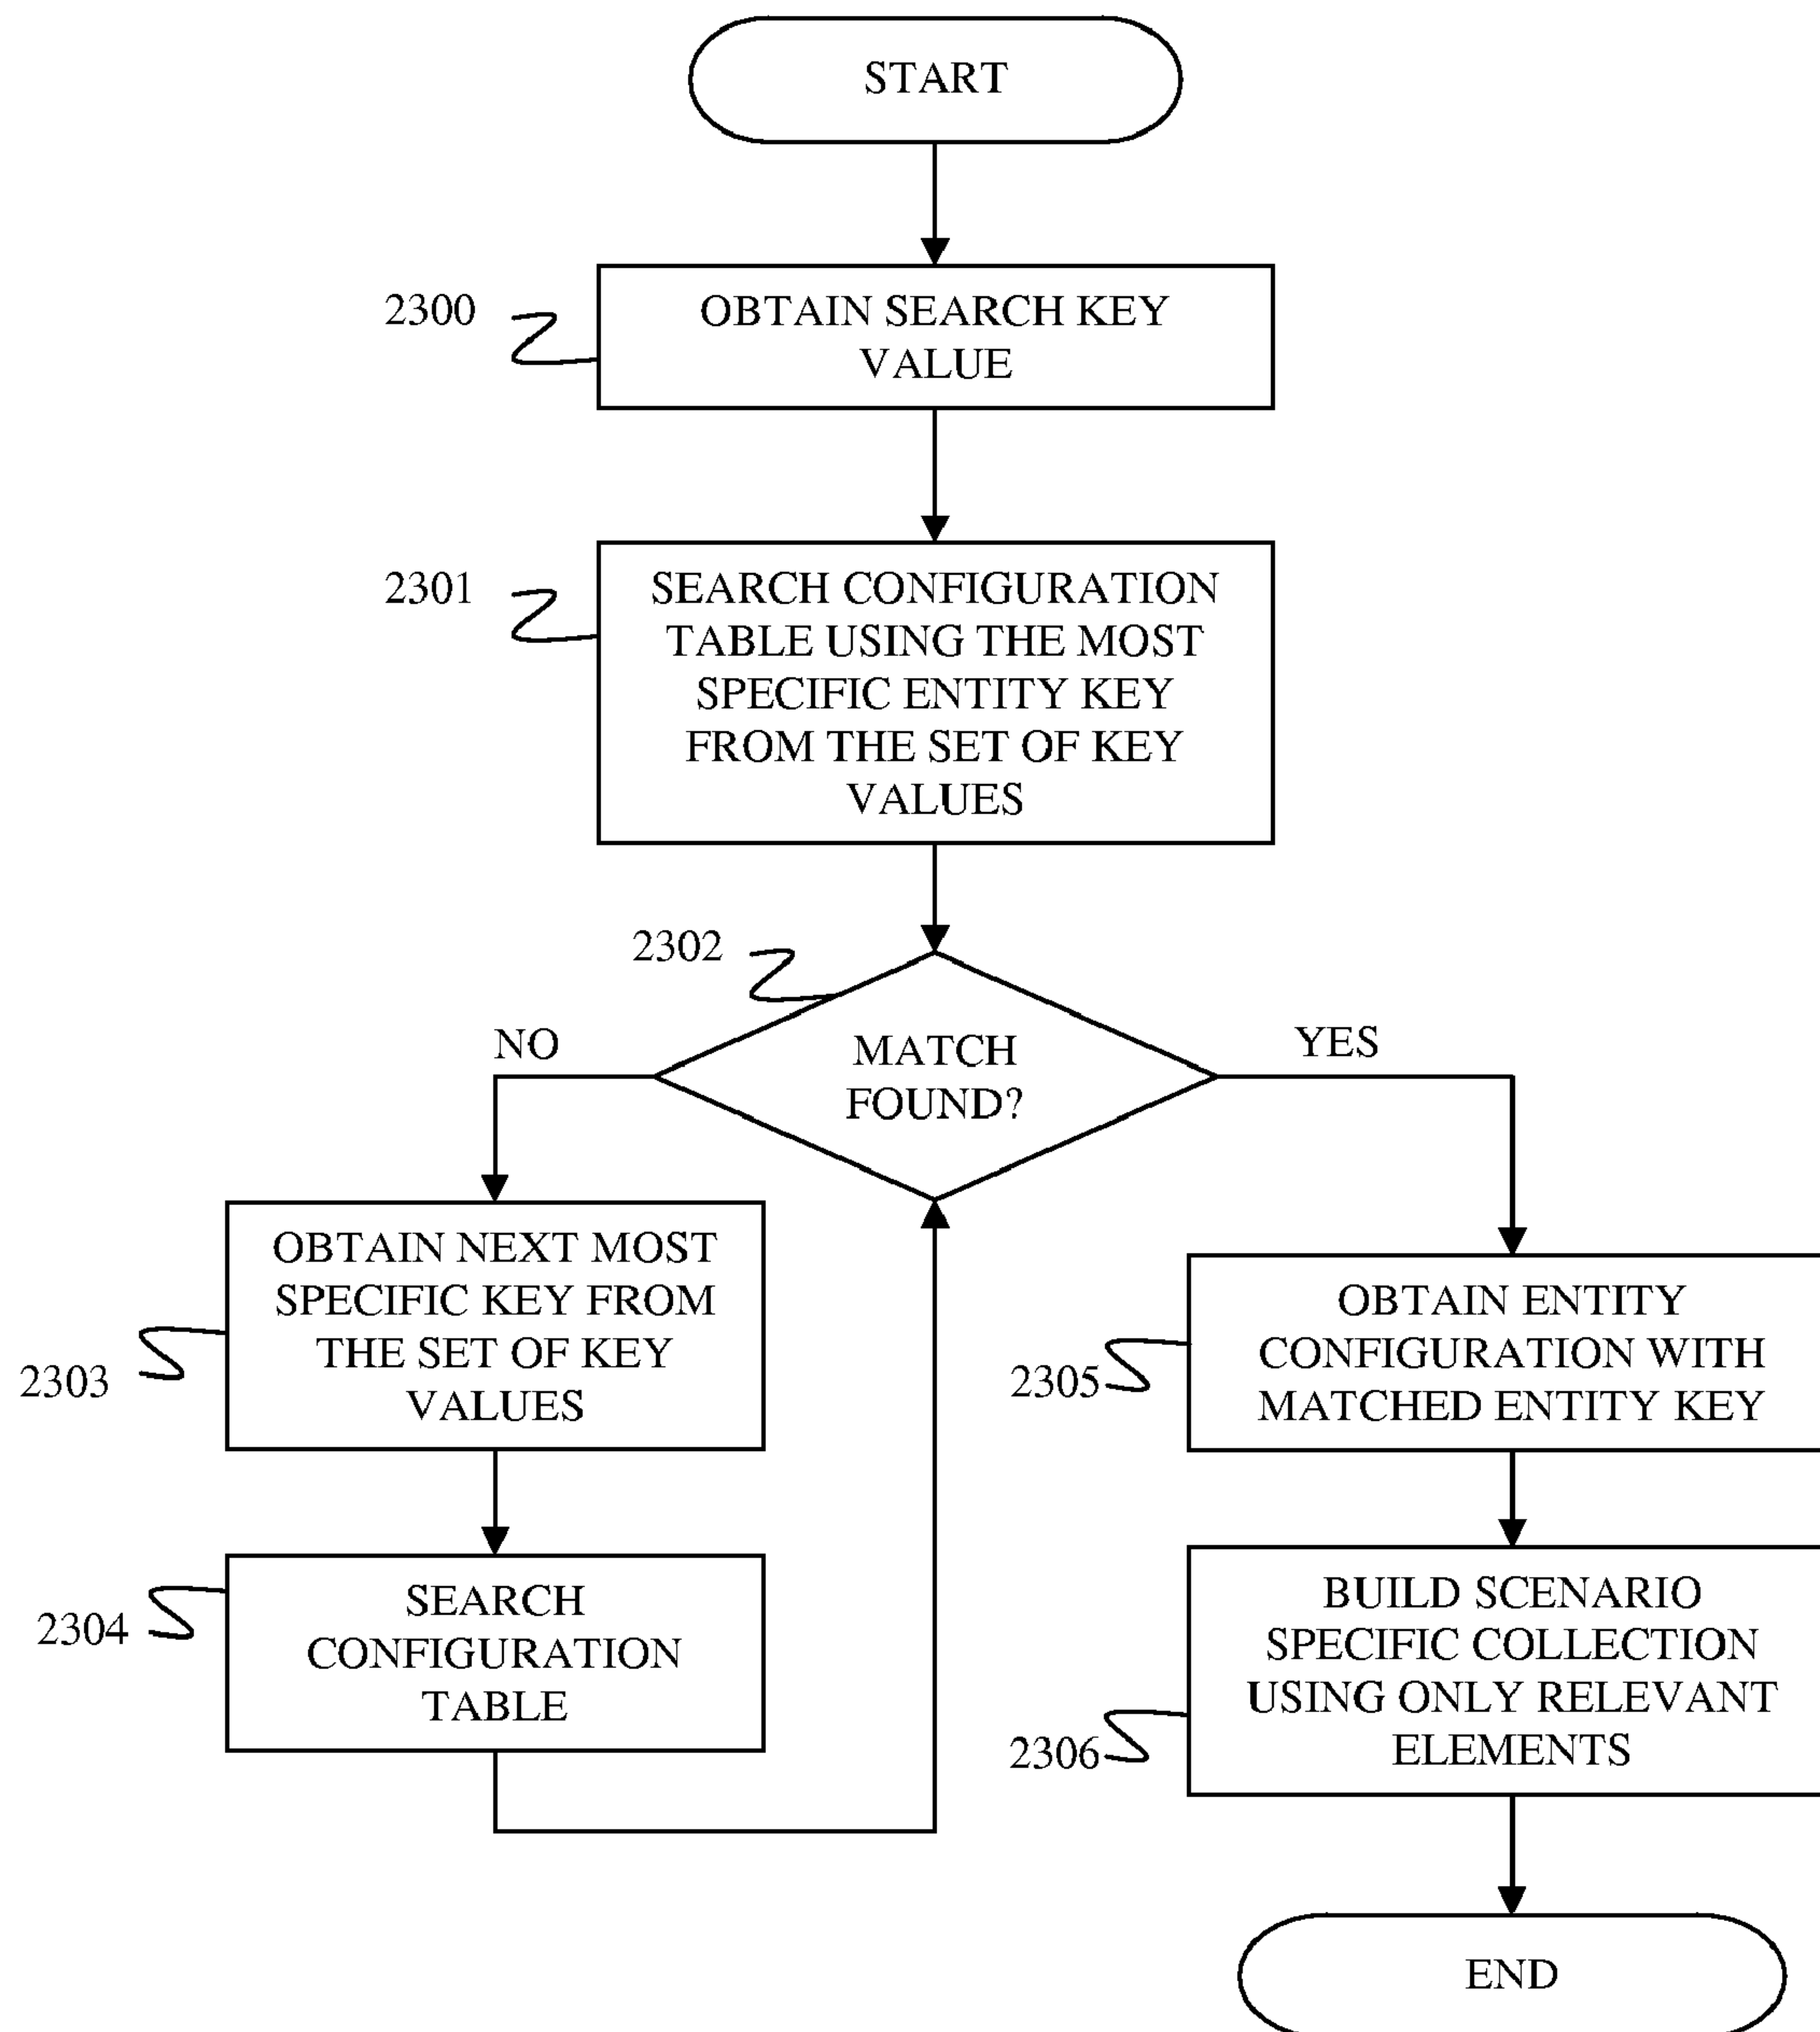 START
2300
OBTAIN SEARCH KEY
VALUE
2301
SEARCH CONFIGURATION
TABLE USING THE MOST
SPECIFIC ENTITY KEY
FROM THE SET OF KEY
VALUES
2302
MATCH
FOUND?
NO
YES
OBTAIN NEXT MOST
SPECIFIC KEY FROM
THE SET OF KEY
VALUES
2303
SEARCH
CONFIGURATION
TABLE
2304
OBTAIN ENTITY
CONFIGURATION WITH
MATCHED ENTITY KEY
2305
BUILD SCENARIO
SPECIFIC COLLECTION
USING ONLY RELEVANT
ELEMENTS
2306
END